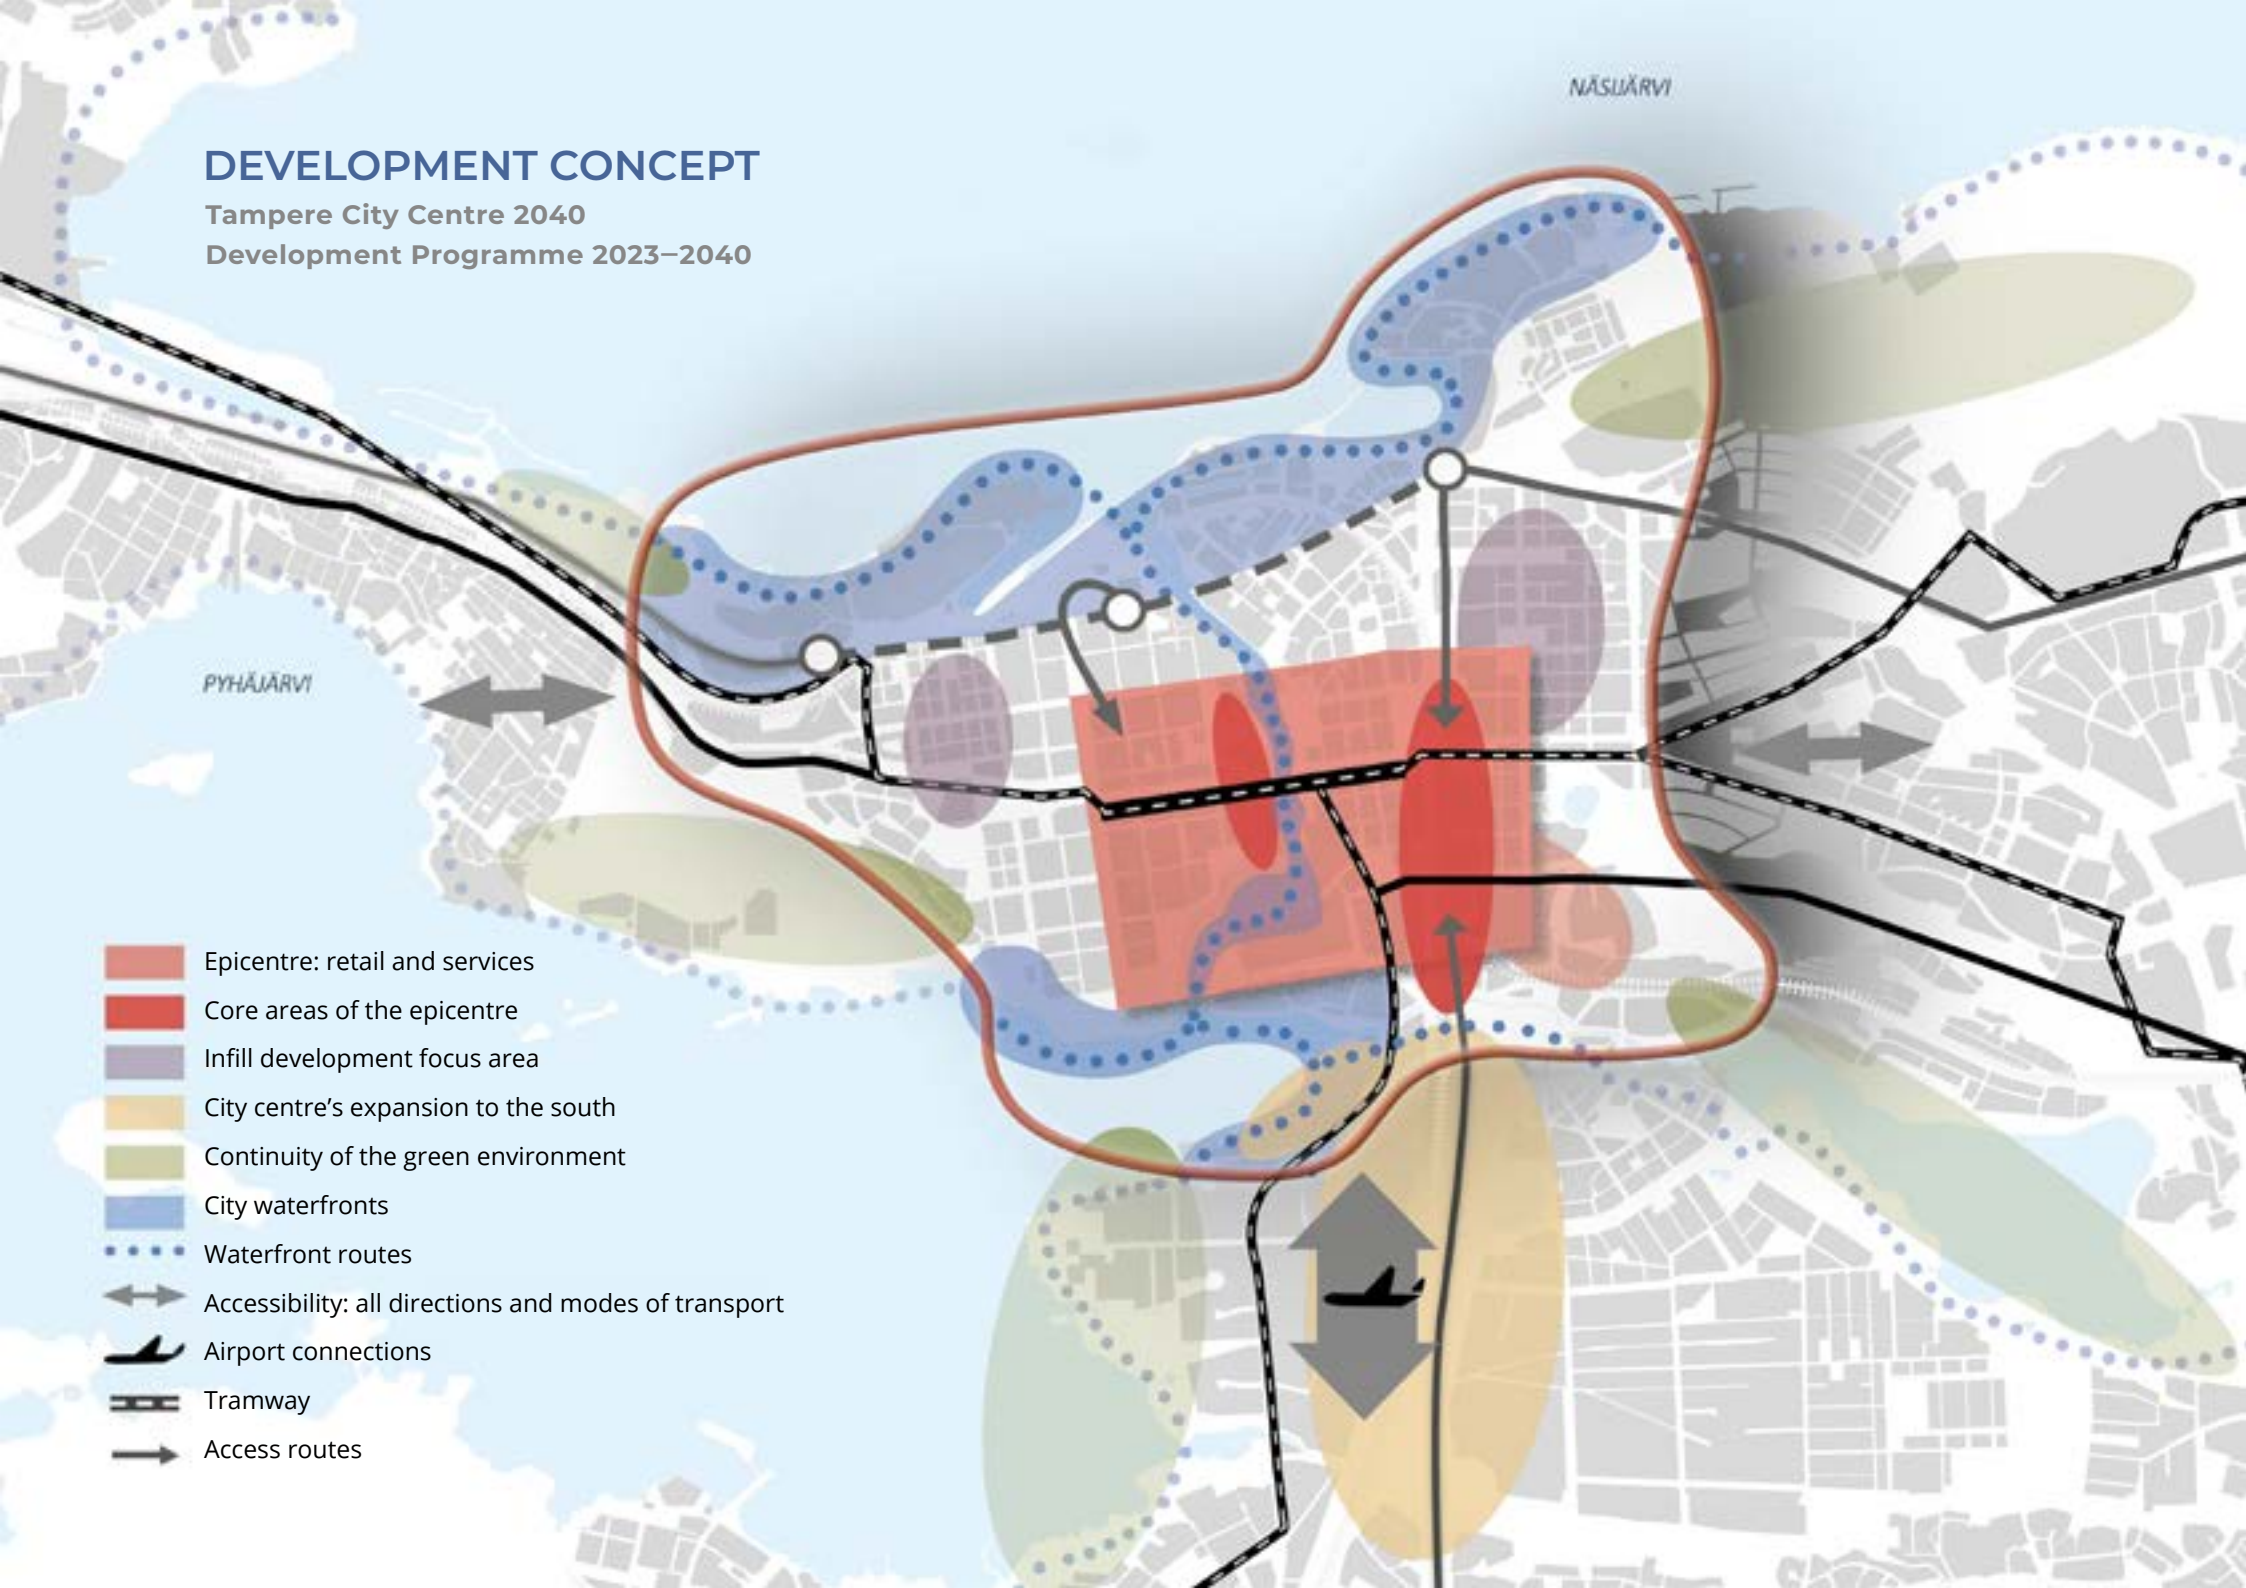 NÄSIJÄRVI
DEVELOPMENT CONCEPT
Tampere City Centre 2040
Development Programme 2023–2040
PYHÄJÄRVI
Epicentre: retail and services
Core areas of the epicentre
Infill development focus area
City centre’s expansion to the south
Continuity of the green environment
City waterfronts
Waterfront routes
Accessibility: all directions and modes of transport
Airport connections
Tramway
Access routes